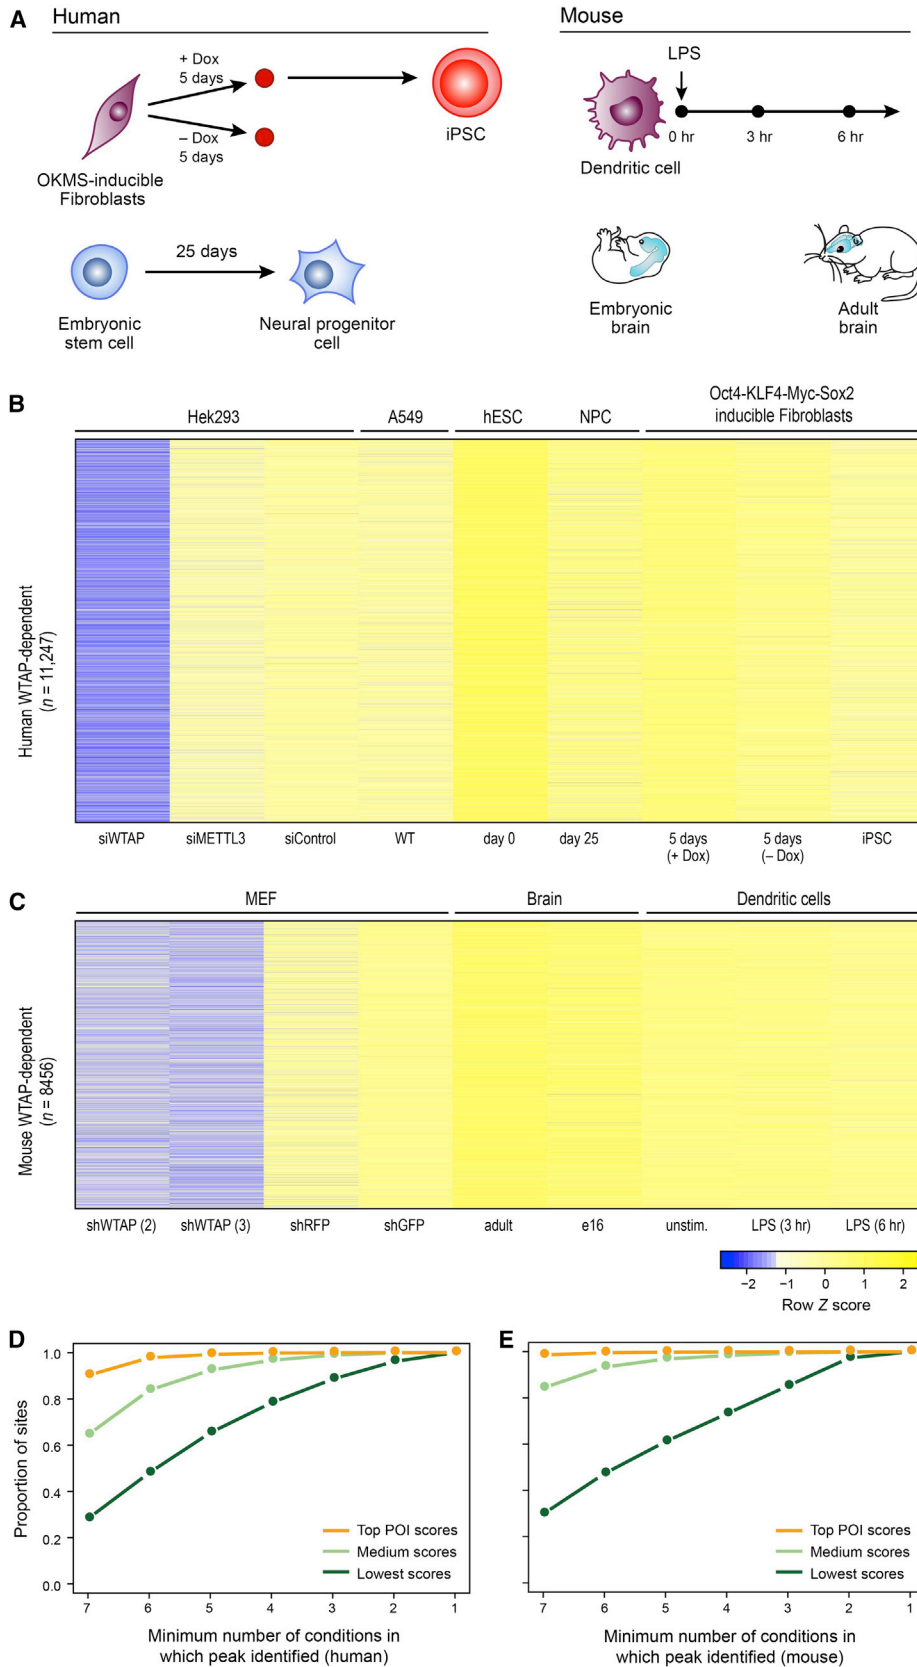 A
Human
Mouse
+ Dox
5 days
– Dox
5 days
iPSC
OKMS-inducible
Fibroblasts
LPS
0 hr
3 hr
6 hr
Dendritic cell
25 days
Embryonic
stem cell
Neural progenitor
cell
Embryonic
brain
Adult
brain
B
Hek293
A549
hESC
NPC
Oct4-KLF4-Myc-Sox2
inducible Fibroblasts
Human WTAP-dependent
(n = 11,247)
siWTAP
siMETTL3
siControl
WT
day 0
day 25
5 days
(+ Dox)
5 days
(– Dox)
iPSC
C
MEF
Brain
Dendritic cells
Mouse WTAP-dependent
(n = 8456)
shWTAP (2)
shWTAP (3)
shRFP
shGFP
adult
e16
unstim.
LPS (3 hr)
LPS (6 hr)
–2 –1 0 1 2
Row Z score
D
Proportion of sites
1.0
0.8
0.6
0.4
0.2
0.0
Top POI scores
Medium scores
Lowest scores
7 6 5 4 3 2 1
Minimum number of conditions in
which peak identified (human)
E
Top POI scores
Medium scores
Lowest scores
7 6 5 4 3 2 1
Minimum number of conditions in
which peak identified (mouse)